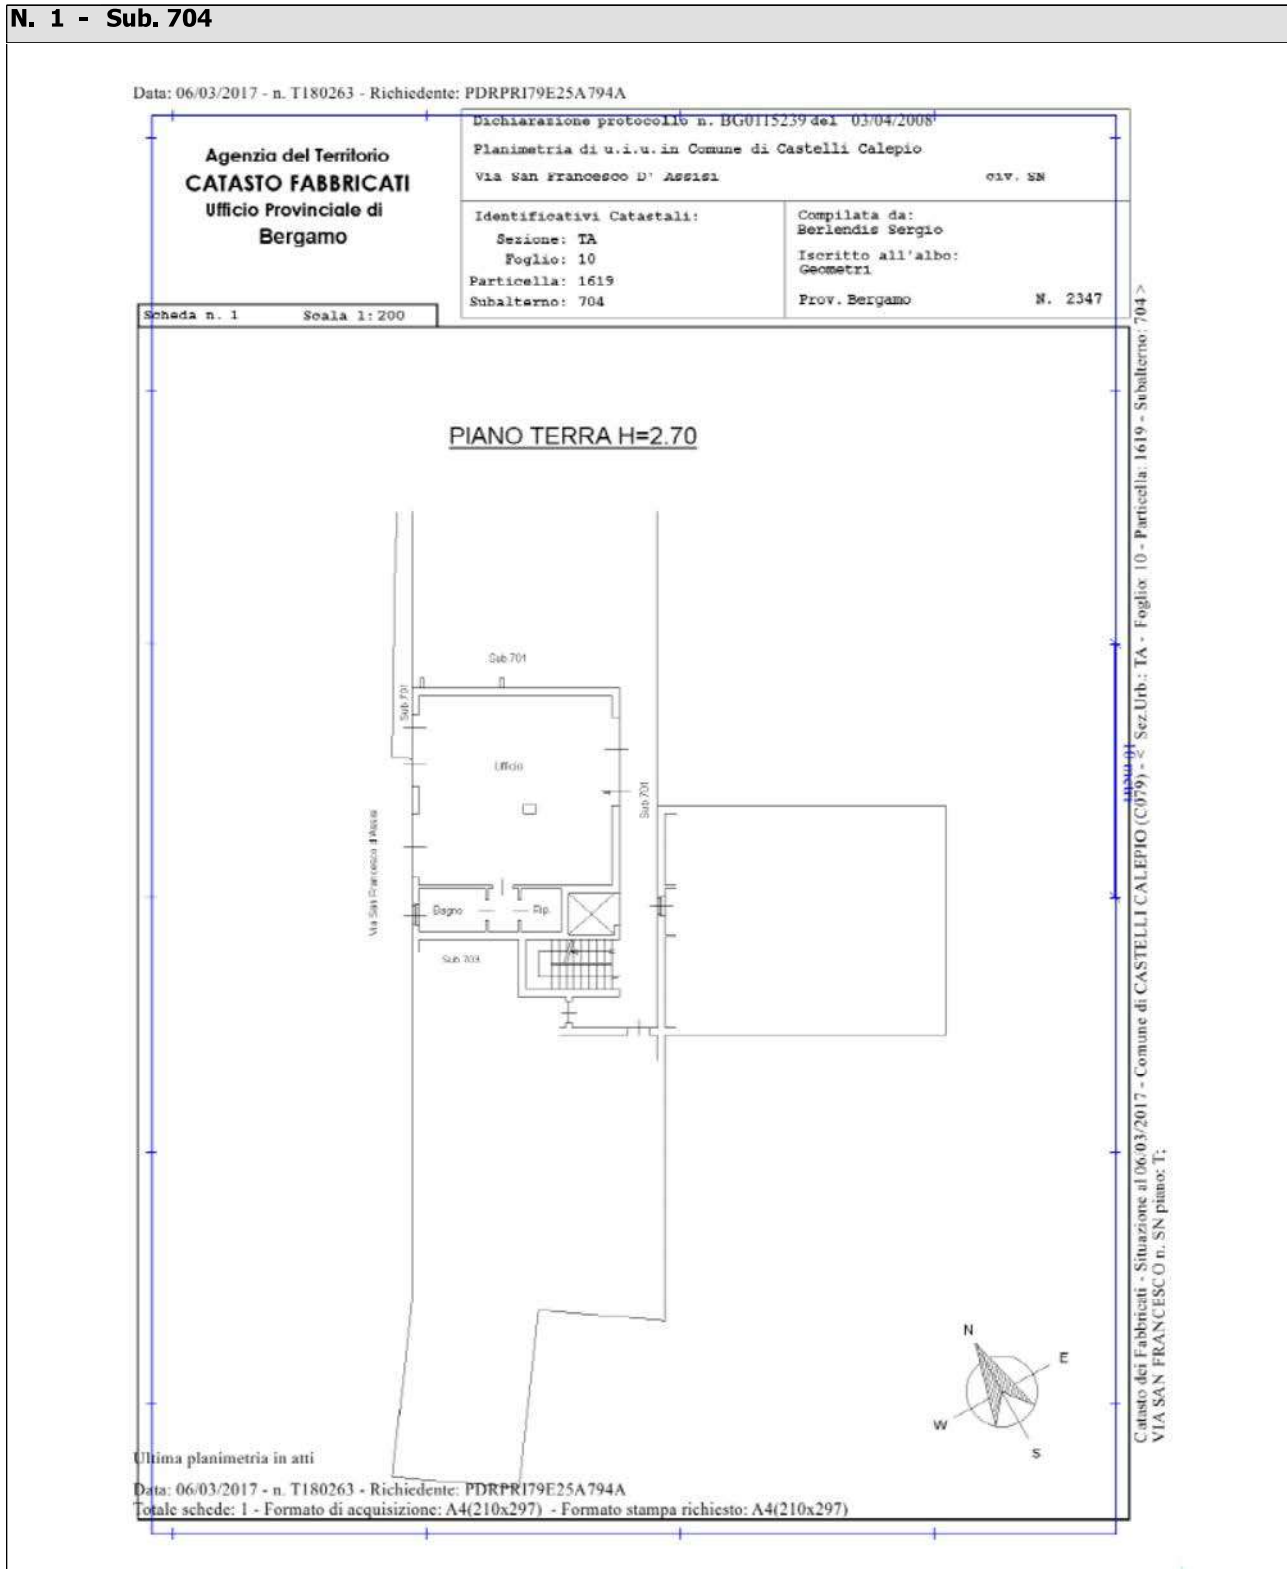 N. 1 - Sub. 704
Data: 06/03/2017 - n. T180263 - Richiedente: PDRPRI79E25A794A
Agenzia del Territorio
CATASTO FABBRICATI
Ufficio Provinciale di
Bergamo
Dichiarazione protocollo n. BG0115239 del 03/04/2008
Planimetria di u.i.u. in Comune di Castelli Calepio
Via San Francesco D' Assisi civ. SN
Identificativi Catastali:
Sezione: TA
Foglio: 10
Particella: 1619
Subalterno: 704
Compilata da:
Berlendis Sergio
Iscritto all'albo:
Geometri
Prov. Bergamo N. 2347
Scheda n. 1 Scala 1:200
PIANO TERRA H=2.70
Sub 701
Sub 701
Ufficio
Sub 701
Via San Francesco d'Assisi
Bagno
Rip.
Sub 703
N
E
W
S
10 metri
Catasto dei Fabbricati - Situazione al 06/03/2017 - Comune di CASTELLI CALEPIO (C079) - < Sez.Urb.: TA - Foglio: 10 - Particella: 1619 - Subalterno: 704 >
VIA SAN FRANCESCO n. SN piano: T;
Ultima planimetria in atti
Data: 06/03/2017 - n. T180263 - Richiedente: PDRPRI79E25A794A
Totale schede: 1 - Formato di acquisizione: A4(210x297) - Formato stampa richiesto: A4(210x297)